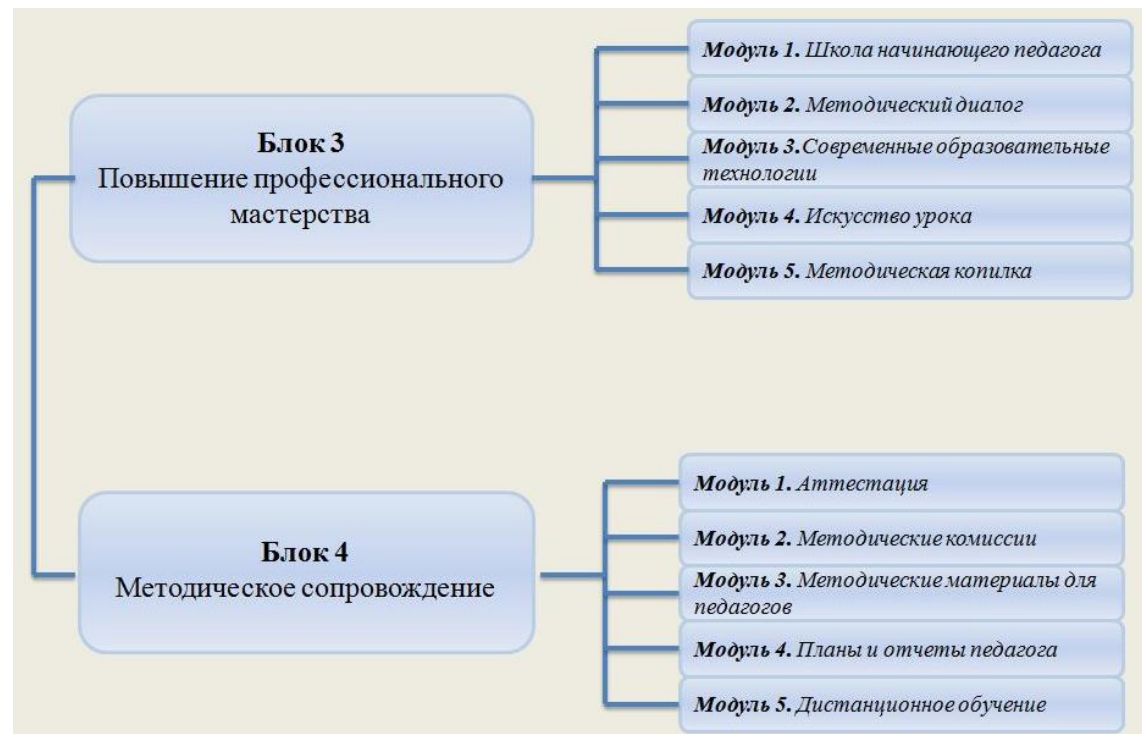 Блок 3
Повышение профессионального
мастерства
Модуль 1. Школа начинающего педагога
Модуль 2. Методический диалог
Модуль 3.Современные образовательные
технологии
Модуль 4. Искусство урока
Модуль 5. Методическая копилка
Блок 4
Методическое сопровождение
Модуль 1. Аттестация
Модуль 2. Методические комиссии
Модуль 3. Методические материалы для
педагогов
Модуль 4. Планы и отчеты педагога
Модуль 5. Дистанционное обучение